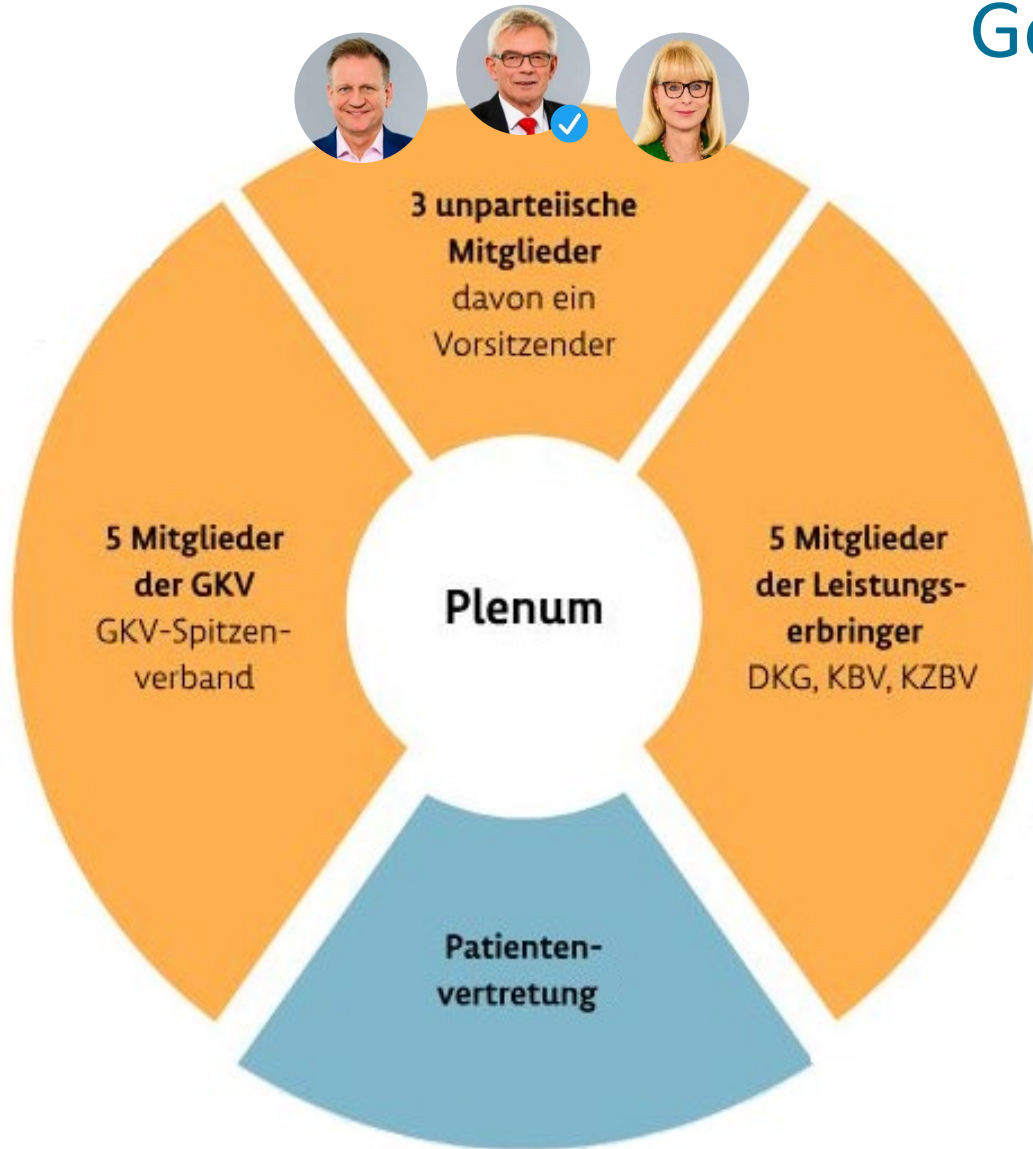 Ge
3 unparteiische
Mitglieder
davon ein
Vorsitzender
5 Mitglieder
der GKV
GKV-Spitzen-
verband
Plenum
5 Mitglieder
der Leistungs-
erbringer
DKG, KBV, KZBV
Patienten-
vertretung